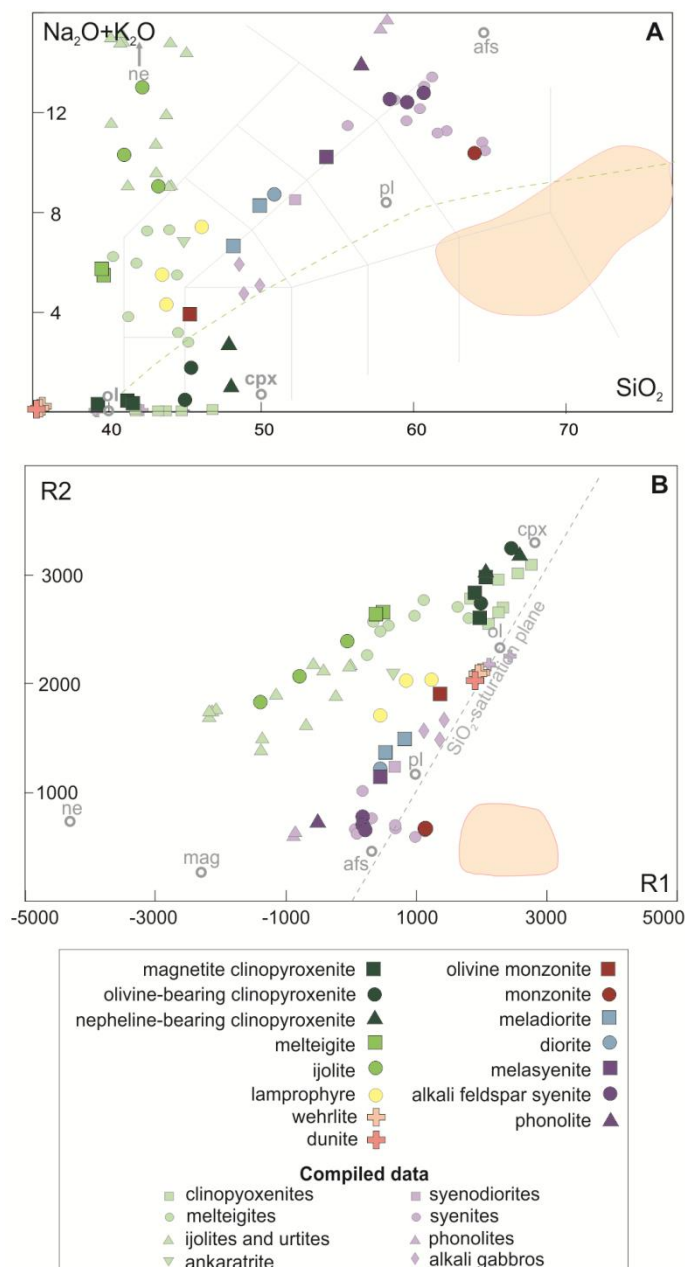 Na₂O+K₂O
A
afs
ne
12
8
pl
4
SiO₂
ol
cpx
40
50
60
70
R2
B
cpx
3000
ol
SiO₂-saturation plane
2000
pl
1000
ne
mag
afs
R1
-5000
-3000
-1000
1000
3000
5000
magnetite clinopyroxenite
olivine monzonite
olivine-bearing clinopyroxenite
monzonite
nepheline-bearing clinopyroxenite
meladiorite
melteigite
diorite
ijolite
melasyenite
lamprophyre
alkali feldspar syenite
wehrlite
phonolite
dunite
Compiled data
clinopyoxenites
syenodiorites
melteigites
syenites
ijolites and urtites
phonolites
ankaratrite
alkali gabbros